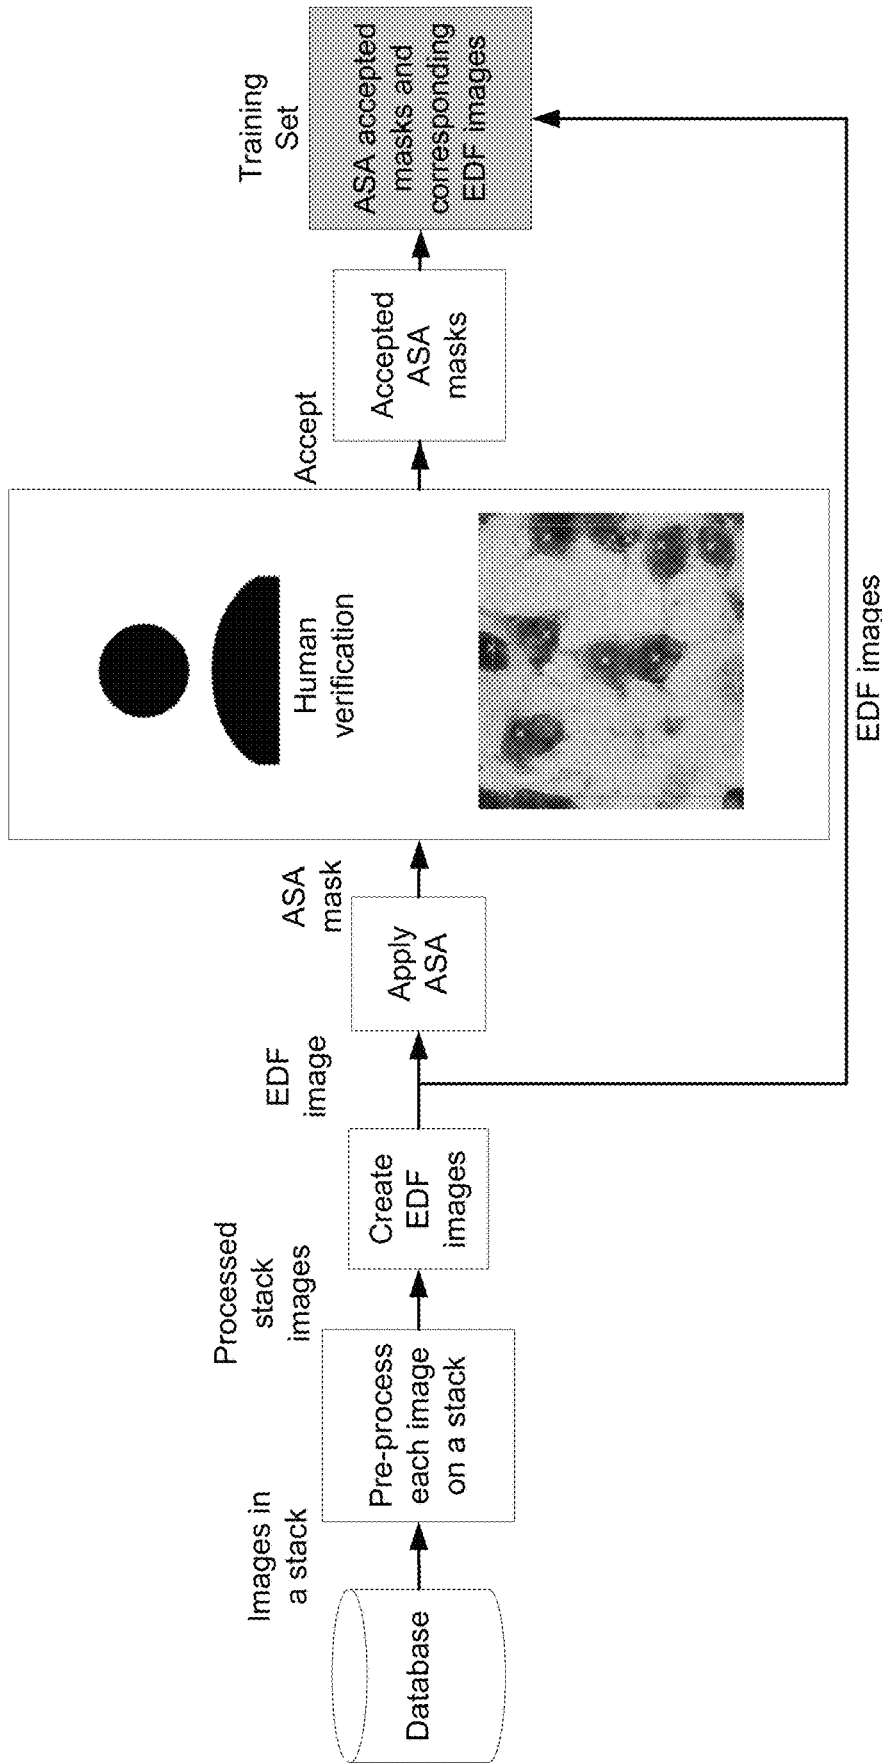 Database
Images in
a stack
Pre-process
each image
on a stack
Processed
stack
images
Create
EDF
images
EDF
image
Apply
ASA
ASA
mask
Human
verification
Accept
Accepted
ASA
masks
Training
Set
ASA accepted
masks and
corresponding
EDF images
EDF images